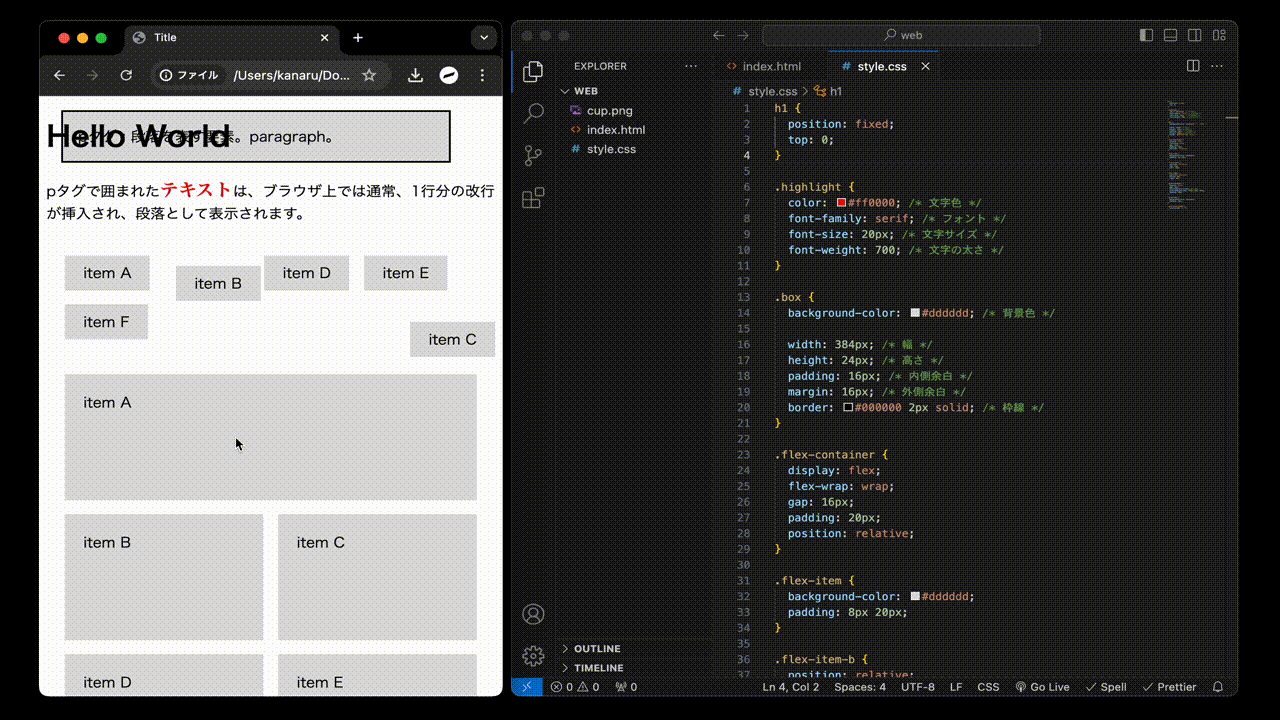 Title
ファイル
/Users/kanaru/Do...
Hello World
paragraph。
pタグで囲まれたテキストは、ブラウザ上では通常、1行分の改行
が挿入され、段落として表示されます。
item A
item B
item D
item E
item F
item C
item A
item B
item C
item D
item E
web
EXPLORER
WEB
cup.png
index.html
style.css
OUTLINE
TIMELINE
index.html
style.css
style.css > h1
1 h1 {
2 position: fixed;
3 top: 0;
4 }
5
6 .highlight {
7 color: #ff0000; /* 文字色 */
8 font-family: serif; /* フォント */
9 font-size: 20px; /* 文字サイズ */
10 font-weight: 700; /* 文字の太さ */
11 }
12
13 .box {
14 background-color: #dddddd; /* 背景色 */
15
16 width: 384px; /* 幅 */
17 height: 24px; /* 高さ */
18 padding: 16px; /* 内側余白 */
19 margin: 16px; /* 外側余白 */
20 border: #000000 2px solid; /* 枠線 */
21 }
22
23 .flex-container {
24 display: flex;
25 flex-wrap: wrap;
26 gap: 16px;
27 padding: 20px;
28 position: relative;
29 }
30
31 .flex-item {
32 background-color: #dddddd;
33 padding: 8px 20px;
34 }
35
36 .flex-item-b {
37 position: relative;
0 0 0
Ln 4, Col 2
Spaces: 4
UTF-8
LF
CSS
Go Live
Spell
Prettier